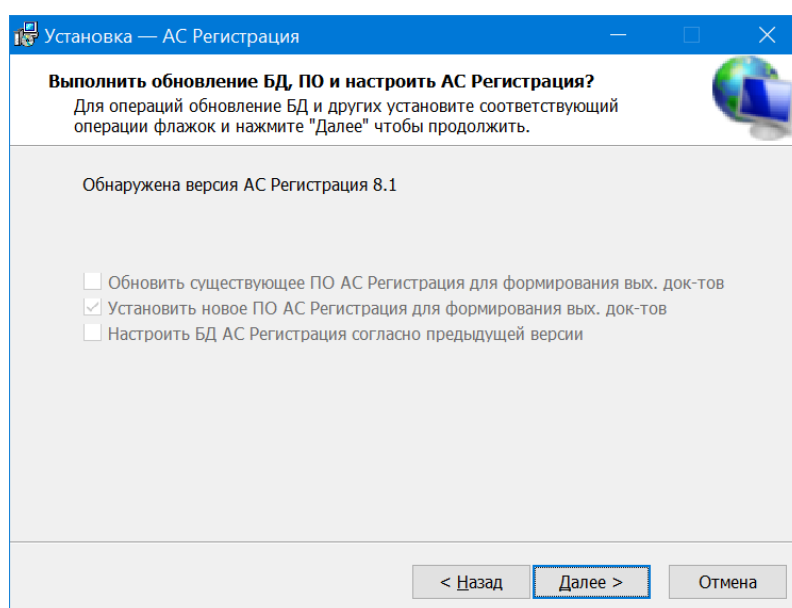 Установка — АС Регистрация
Выполнить обновление БД, ПО и настроить АС Регистрация?
Для операций обновление БД и других установите соответствующий
операции флажок и нажмите "Далее" чтобы продолжить.
Обнаружена версия АС Регистрация 8.1
Обновить существующее ПО АС Регистрация для формирования вых. док-тов
Установить новое ПО АС Регистрация для формирования вых. док-тов
Настроить БД АС Регистрация согласно предыдущей версии
< Назад Далее > Отмена